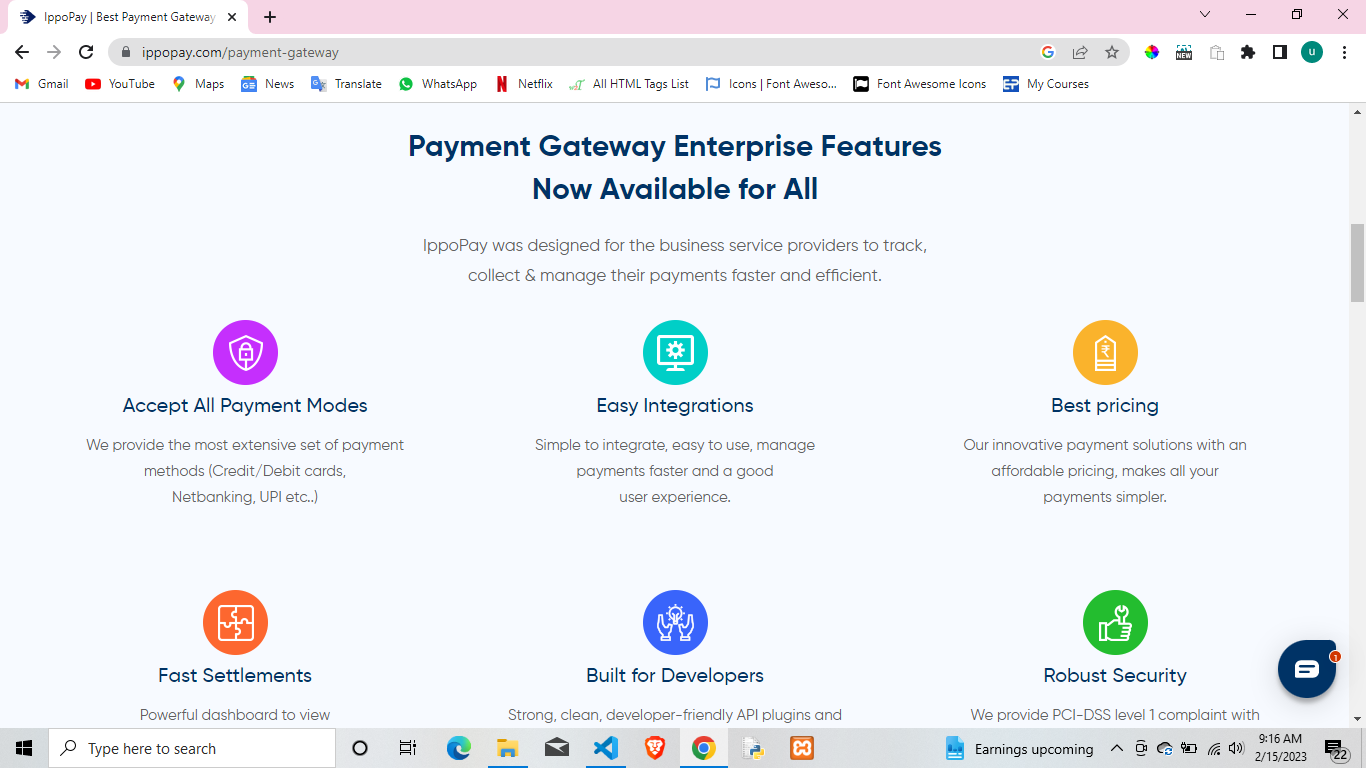 IppoPay | Best Payment Gateway
ippopay.com/payment-gateway
NEW
u
Gmail
YouTube
Maps
News
Translate
WhatsApp
Netflix
All HTML Tags List
Icons | Font Aweso...
Font Awesome Icons
My Courses
Payment Gateway Enterprise Features
Now Available for All
IppoPay was designed for the business service providers to track,
collect & manage their payments faster and efficient.
Accept All Payment Modes
We provide the most extensive set of payment
methods (Credit/Debit cards,
Netbanking, UPI etc..)
Easy Integrations
Simple to integrate, easy to use, manage
payments faster and a good
user experience.
₹
Best pricing
Our innovative payment solutions with an
affordable pricing, makes all your
payments simpler.
Fast Settlements
Powerful dashboard to view
Built for Developers
Strong, clean, developer-friendly API plugins and
Robust Security
We provide PCI-DSS level 1 complaint with
1
Type here to search
Earnings upcoming
9:16 AM
2/15/2023
22